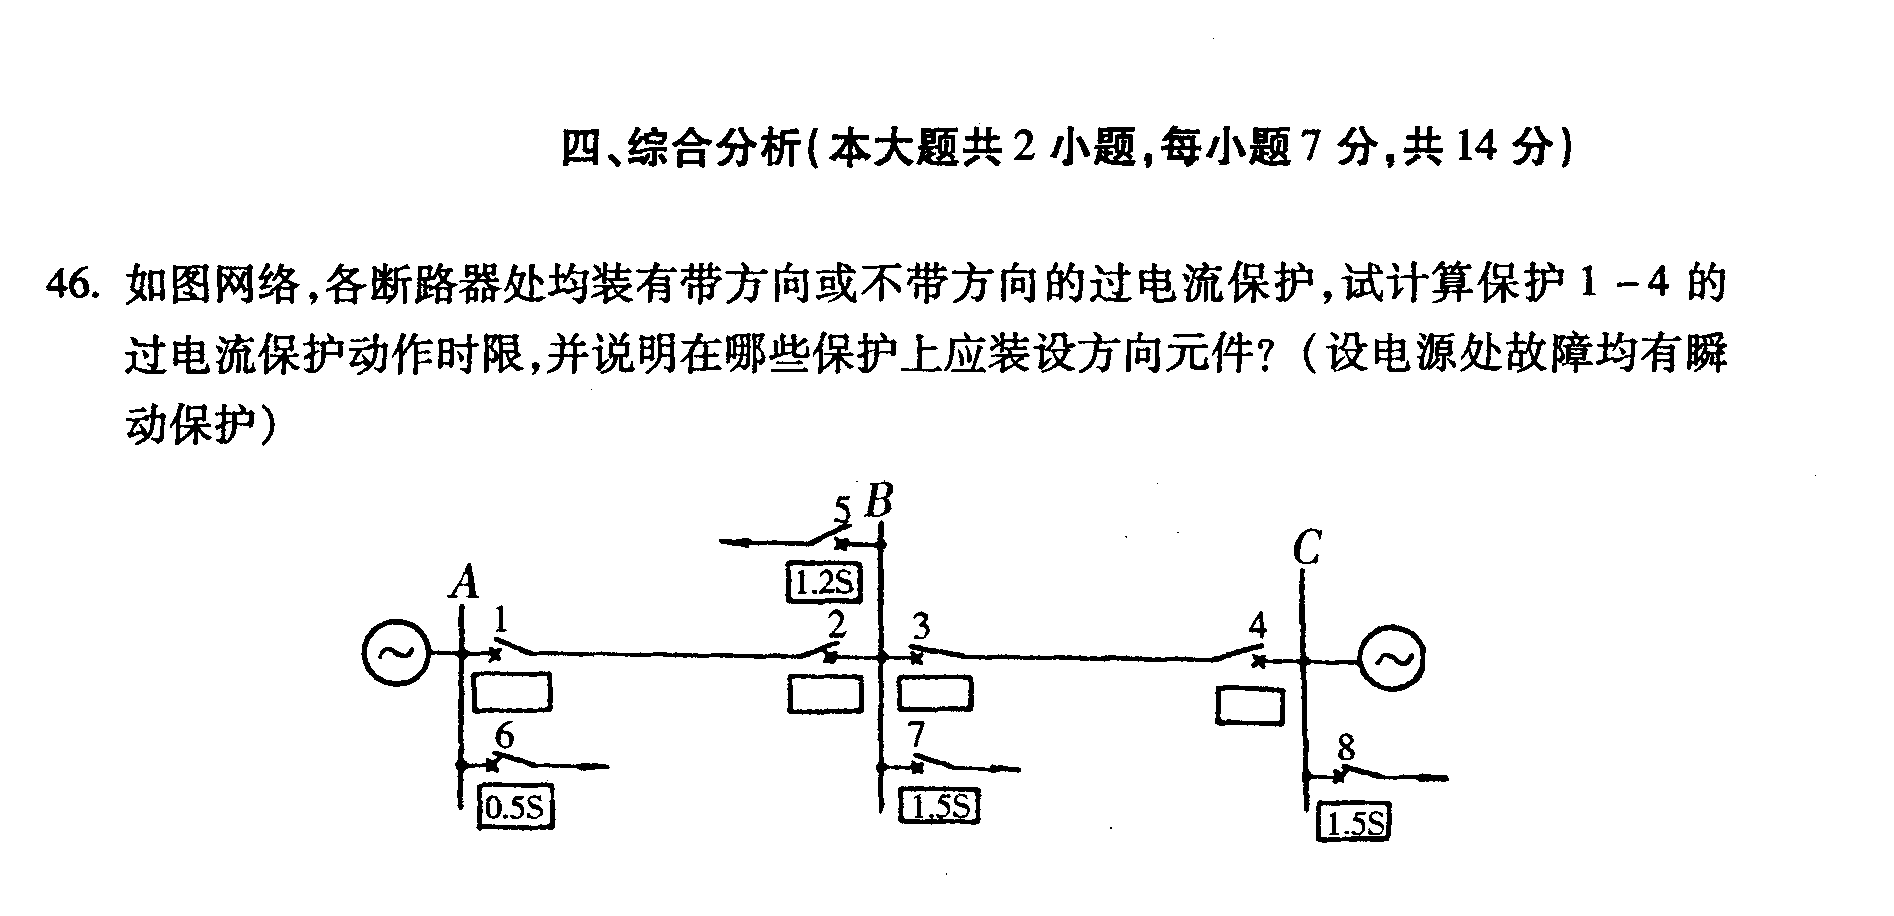 四、综合分析(本大题共2小题,每小题7分,共14分)
46. 如图网络,各断路器处均装有带方向或不带方向的过电流保护,试计算保护1-4的
过电流保护动作时限,并说明在哪些保护上应装设方向元件?(设电源处故障均有瞬
动保护)
5 B
C
A
1.2S
1 2 3 4
6 7 8
0.5S 1.5S 1.5S